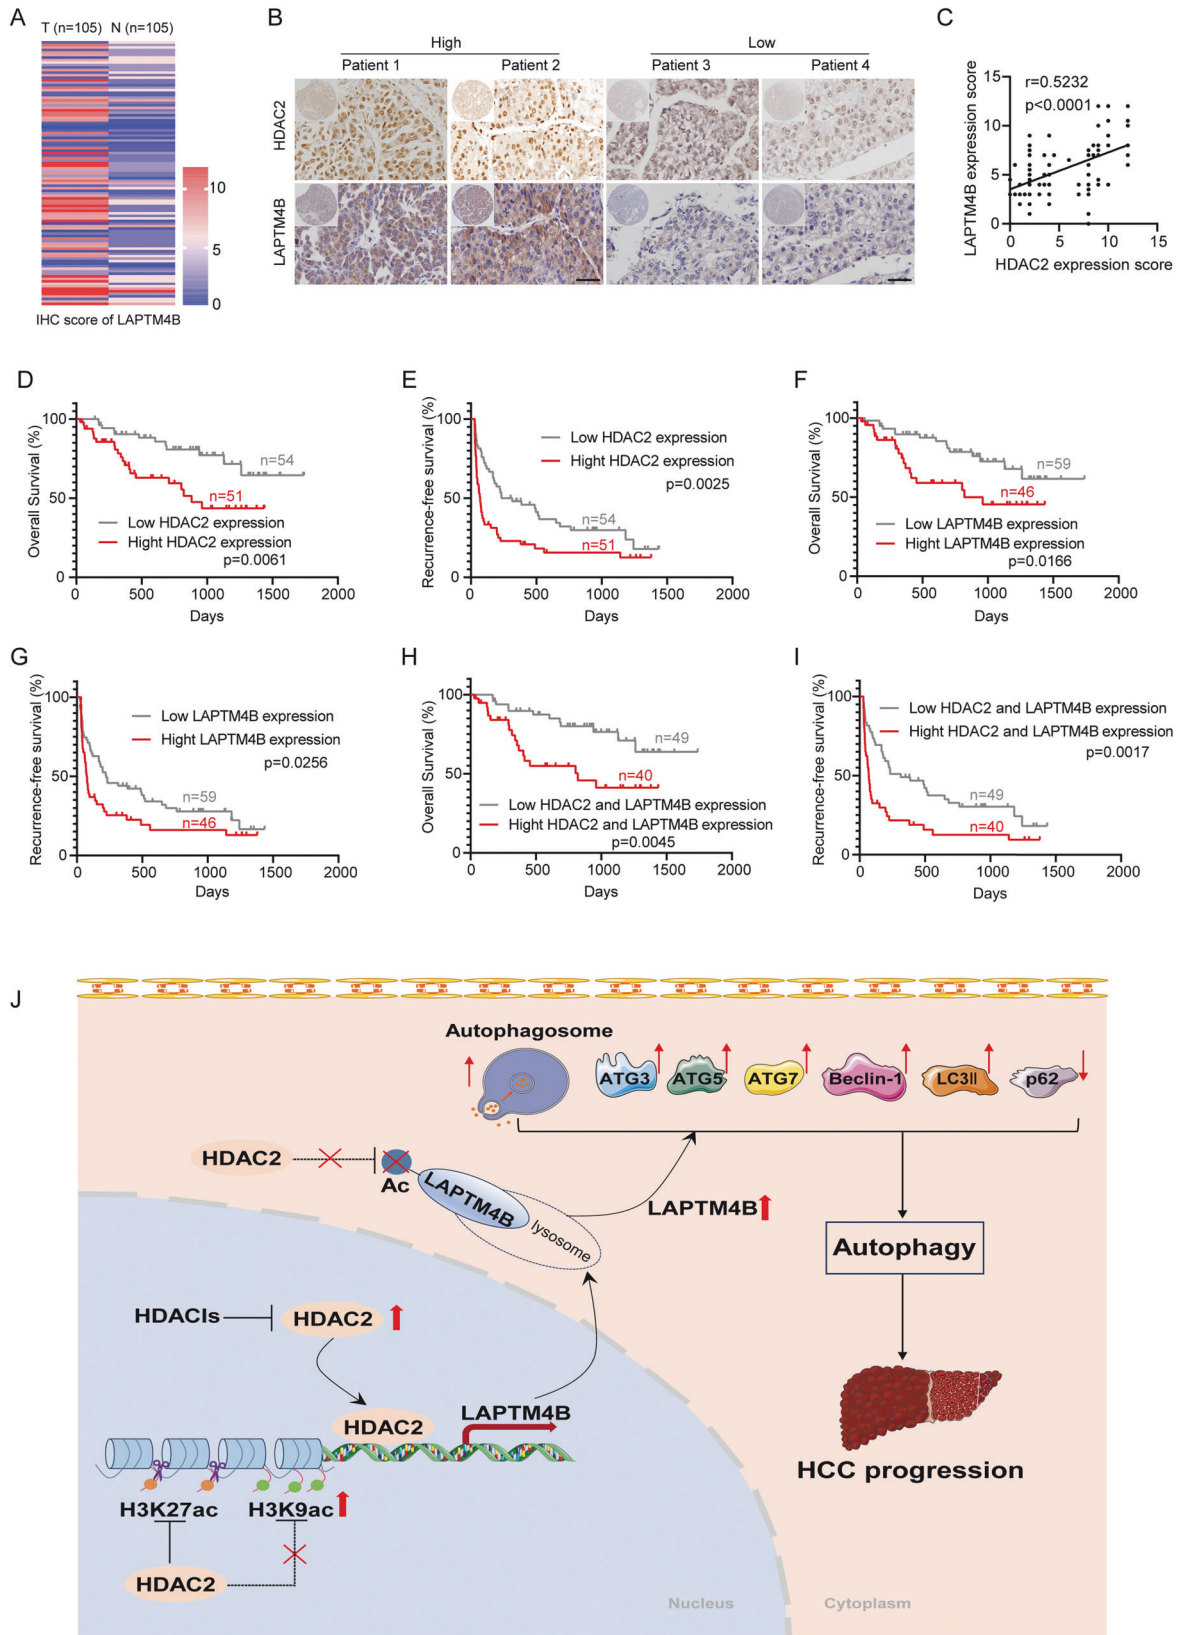 A
T (n=105) N (n=105)
10
5
0
IHC score of LAPTM4B
B
High
Low
Patient 1
Patient 2
Patient 3
Patient 4
HDAC2
LAPTM4B
C
LAPTM4B expression score
15
10
5
0
r=0.5232
p<0.0001
0 5 10 15
HDAC2 expression score
D
Overall Survival (%)
100
50
0
n=54
n=51
Low HDAC2 expression
Hight HDAC2 expression
p=0.0061
0 500 1000 1500 2000
Days
E
Recurrence-free survival (%)
100
50
0
Low HDAC2 expression
Hight HDAC2 expression
p=0.0025
n=54
n=51
0 500 1000 1500 2000
Days
F
Overall Survival (%)
100
50
0
n=59
n=46
Low LAPTM4B expression
Hight LAPTM4B expression
p=0.0166
0 500 1000 1500 2000
Days
G
Recurrence-free survival (%)
100
50
0
Low LAPTM4B expression
Hight LAPTM4B expression
p=0.0256
n=59
n=46
0 500 1000 1500 2000
Days
H
Overall Survival (%)
100
50
0
n=49
n=40
Low HDAC2 and LAPTM4B expression
Hight HDAC2 and LAPTM4B expression
p=0.0045
0 500 1000 1500 2000
Days
I
Recurrence-free survival (%)
100
50
0
Low HDAC2 and LAPTM4B expression
Hight HDAC2 and LAPTM4B expression
p=0.0017
n=49
n=40
0 500 1000 1500 2000
Days
J
Autophagosome
ATG3
ATG5
ATG7
Beclin-1
LC3II
p62
HDAC2
Ac
LAPTM4B
lysosome
LAPTM4B
Autophagy
HDACIs
HDAC2
HDAC2
LAPTM4B
HCC progression
H3K27ac
H3K9ac
HDAC2
Nucleus
Cytoplasm